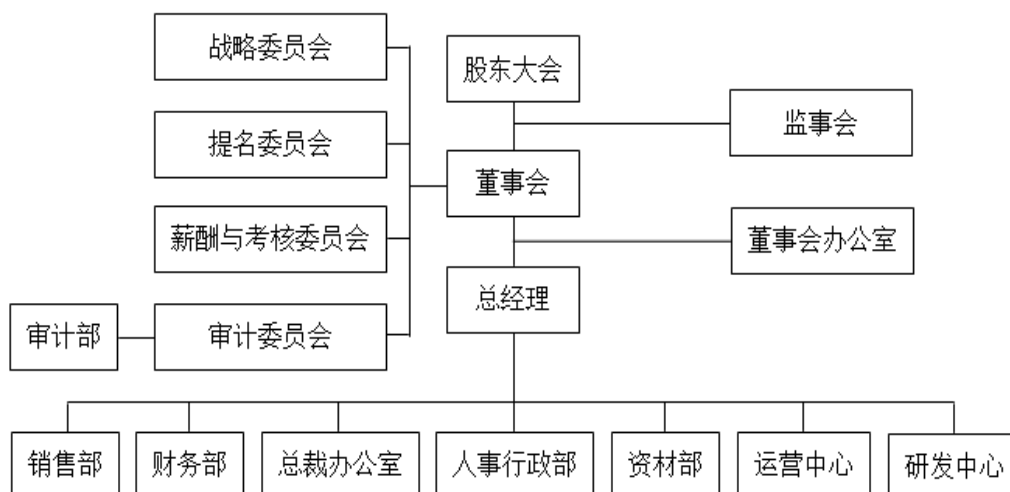 战略委员会
股东大会
监事会
提名委员会
董事会
薪酬与考核委员会
董事会办公室
总经理
审计部
审计委员会
销售部
财务部
总裁办公室
人事行政部
资材部
运营中心
研发中心